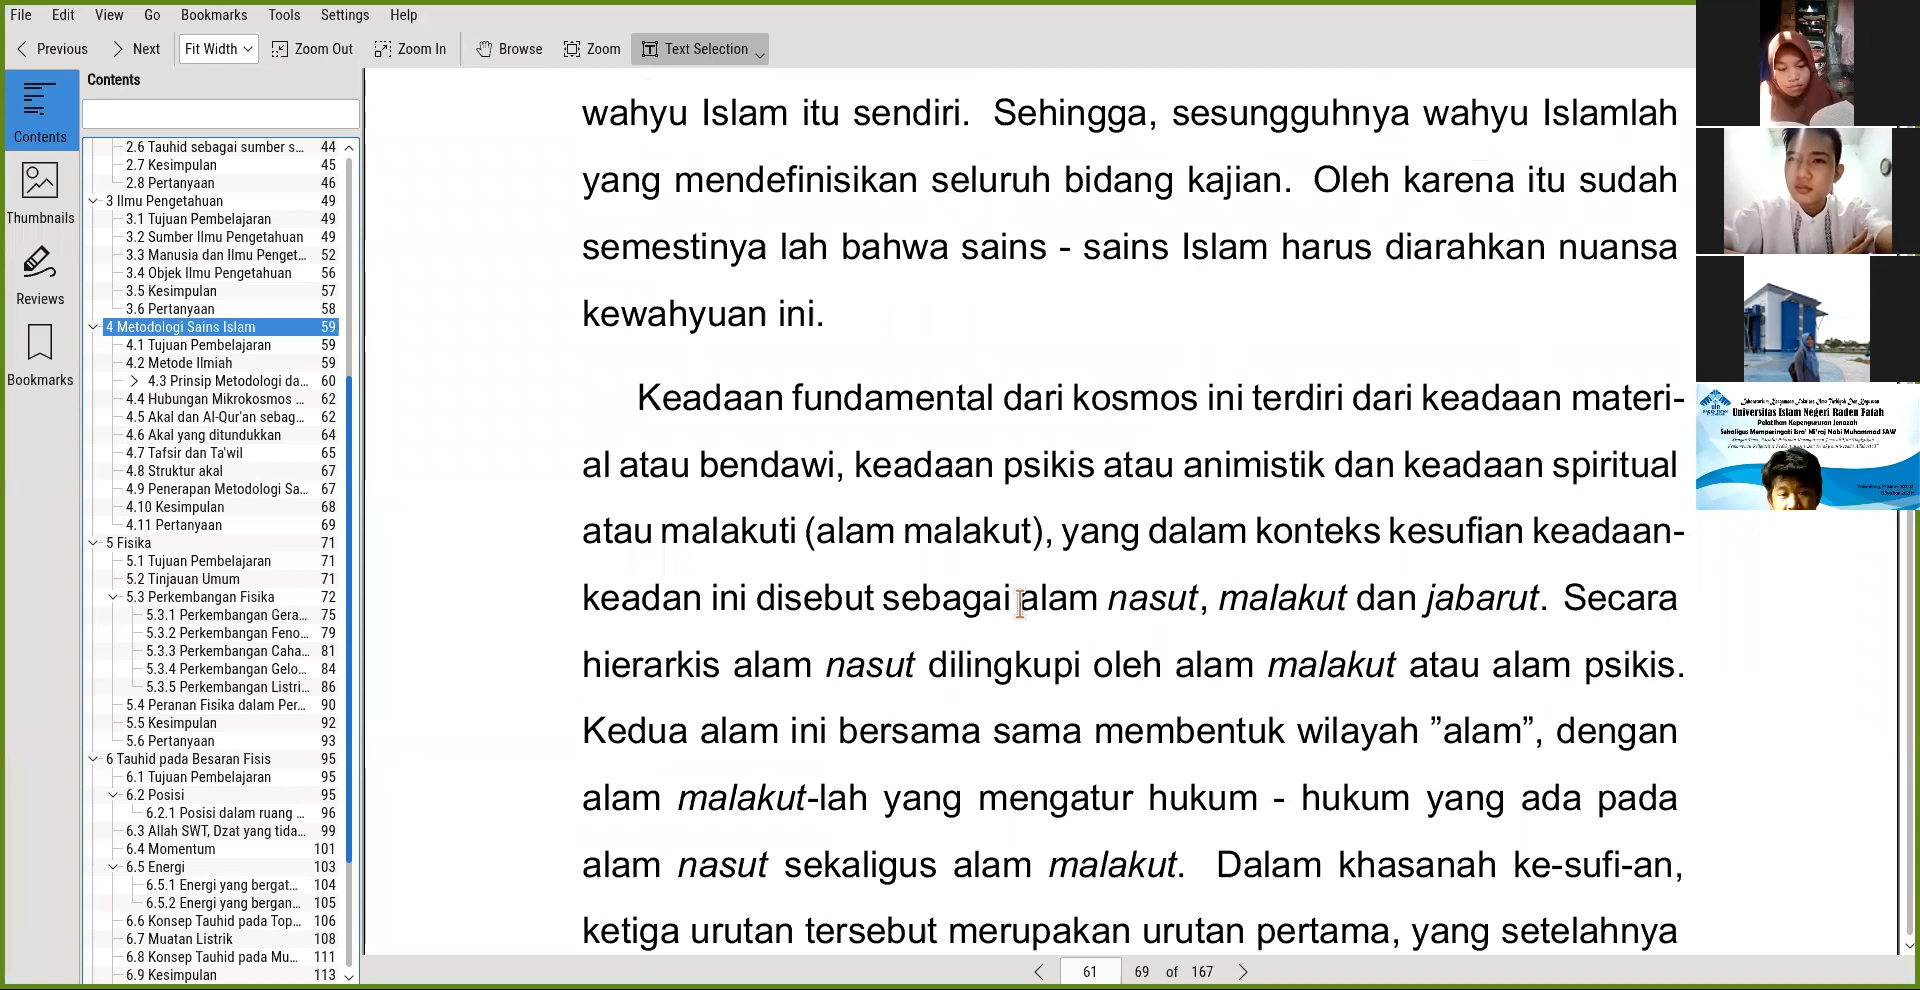 File Edit View Go Bookmarks Tools Settings Help
Previous Next Fit Width Zoom Out Zoom In Browse Zoom Text Selection
Contents
Contents
Thumbnails
Reviews
Bookmarks
2.6 Tauhid sebagai sumber s... 44
2.7 Kesimpulan 45
2.8 Pertanyaan 46
3 Ilmu Pengetahuan 49
3.1 Tujuan Pembelajaran 49
3.2 Sumber Ilmu Pengetahuan 49
3.3 Manusia dan Ilmu Penget... 52
3.4 Objek Ilmu Pengetahuan 56
3.5 Kesimpulan 57
3.6 Pertanyaan 58
4 Metodologi Sains Islam 59
4.1 Tujuan Pembelajaran 59
4.2 Metode Ilmiah 59
4.3 Prinsip Metodologi da... 60
4.4 Hubungan Mikrokosmos ... 62
4.5 Akal dan Al-Qur'an sebag... 62
4.6 Akal yang ditundukkan 64
4.7 Tafsir dan Ta'wil 65
4.8 Struktur akal 67
4.9 Penerapan Metodologi Sa... 67
4.10 Kesimpulan 68
4.11 Pertanyaan 69
5 Fisika 71
5.1 Tujuan Pembelajaran 71
5.2 Tinjauan Umum 71
5.3 Perkembangan Fisika 72
5.3.1 Perkembangan Gera... 75
5.3.2 Perkembangan Feno... 79
5.3.3 Perkembangan Caha... 81
5.3.4 Perkembangan Gelo... 84
5.3.5 Perkembangan Listri... 86
5.4 Peranan Fisika dalam Per... 90
5.5 Kesimpulan 92
5.6 Pertanyaan 93
6 Tauhid pada Besaran Fisis 95
6.1 Tujuan Pembelajaran 95
6.2 Posisi 95
6.2.1 Posisi dalam ruang ... 96
6.3 Allah SWT, Dzat yang tida... 99
6.4 Momentum 101
6.5 Energi 103
6.5.1 Energi yang bergat... 104
6.5.2 Energi yang bergan... 105
6.6 Konsep Tauhid pada Top... 106
6.7 Muatan Listrik 108
6.8 Konsep Tauhid pada Mu... 111
6.9 Kesimpulan 113
wahyu Islam itu sendiri. Sehingga, sesungguhnya wahyu Islamlah
yang mendefinisikan seluruh bidang kajian. Oleh karena itu sudah
semestinya lah bahwa sains - sains Islam harus diarahkan nuansa
kewahyuan ini.
Keadaan fundamental dari kosmos ini terdiri dari keadaan materi-
al atau bendawi, keadaan psikis atau animistik dan keadaan spiritual
atau malakuti (alam malakut), yang dalam konteks kesufian keadaan-
keadan ini disebut sebagai alam nasut, malakut dan jabarut. Secara
hierarkis alam nasut dilingkupi oleh alam malakut atau alam psikis.
Kedua alam ini bersama sama membentuk wilayah ”alam”, dengan
alam malakut-lah yang mengatur hukum - hukum yang ada pada
alam nasut sekaligus alam malakut. Dalam khasanah ke-sufi-an,
ketiga urutan tersebut merupakan urutan pertama, yang setelahnya
61 69 of 167
Universitas Islam Negeri Raden Fatah
Pelatihan Kepengurusan Jenazah
Sekaligus Memperingati Isra' Mi'raj Nabi Muhammad SAW